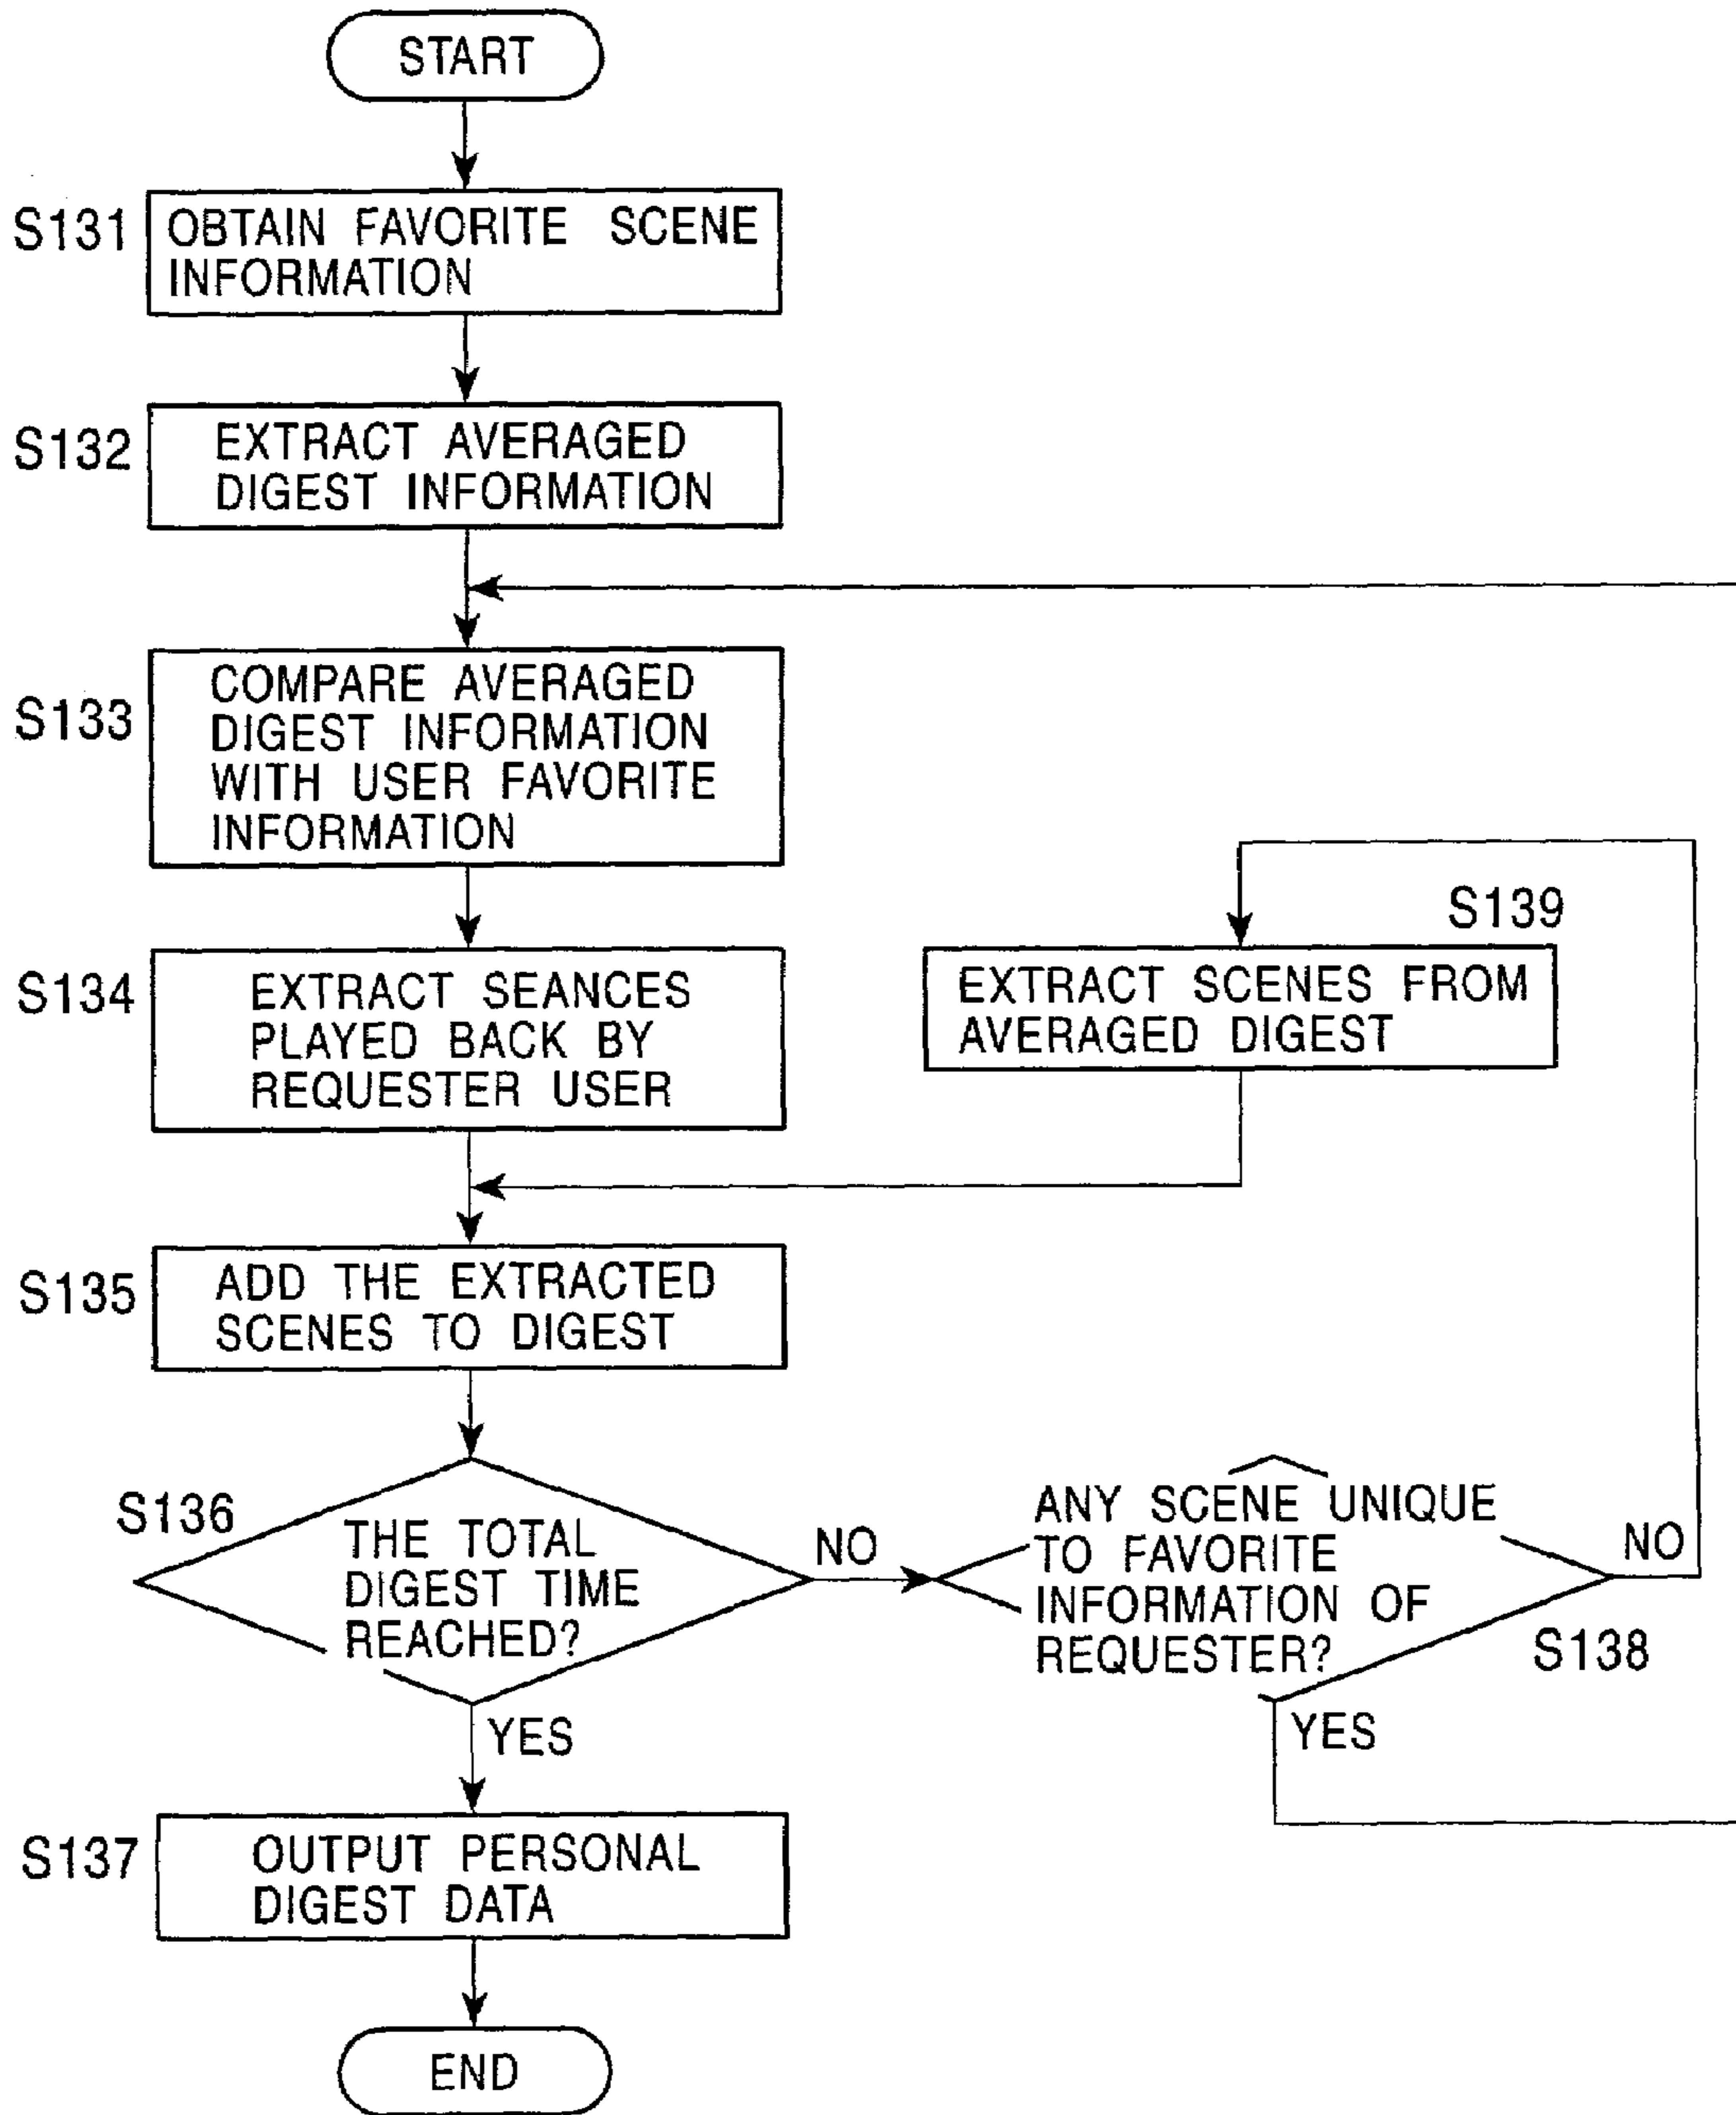 START
S131
OBTAIN FAVORITE SCENE
INFORMATION
S132
EXTRACT AVERAGED
DIGEST INFORMATION
S133
COMPARE AVERAGED
DIGEST INFORMATION
WITH USER FAVORITE
INFORMATION
S134
EXTRACT SEANCES
PLAYED BACK BY
REQUESTER USER
S139
EXTRACT SCENES FROM
AVERAGED DIGEST
S135
ADD THE EXTRACTED
SCENES TO DIGEST
S136
THE TOTAL
DIGEST TIME
REACHED?
NO
YES
ANY SCENE UNIQUE
TO FAVORITE
INFORMATION OF
REQUESTER?
NO
S138
YES
S137
OUTPUT PERSONAL
DIGEST DATA
END